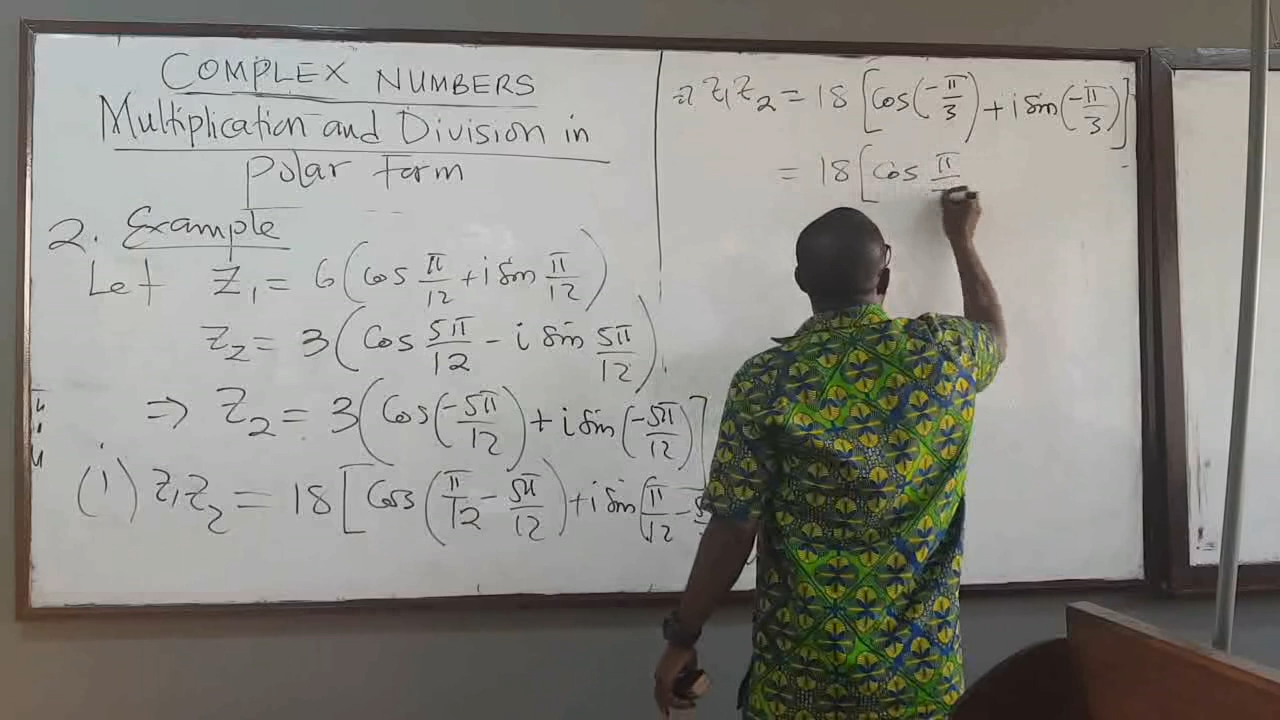 COMPLEX NUMBERS
Multiplication and Division in
Polar Form
2. Example
Let Z₁ = 6(Cos π/12 + i Sin π/12)
Z₂ = 3(Cos 5π/12 - i Sin 5π/12)
⇒ Z₂ = 3(Cos(-5π/12) + i Sin(-5π/12)]
(i) Z₁Z₂ = 18[Cos(π/12 - 5π/12) + i Sin(π/12 -
⇒ Z₁Z₂ = 18[Cos(-π/3) + i Sin(-π/3)]
= 18[Cos π